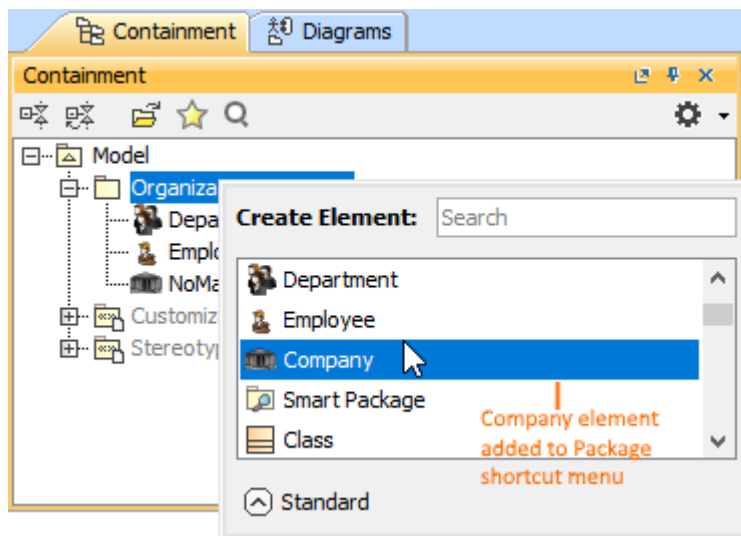 Containment
Diagrams
Containment
Model
Organiza
Depa
Emplo
NoMa
Customiz
Stereoty
Create Element:
Search
Department
Employee
Company
Smart Package
Class
Company element
added to Package
shortcut menu
Standard